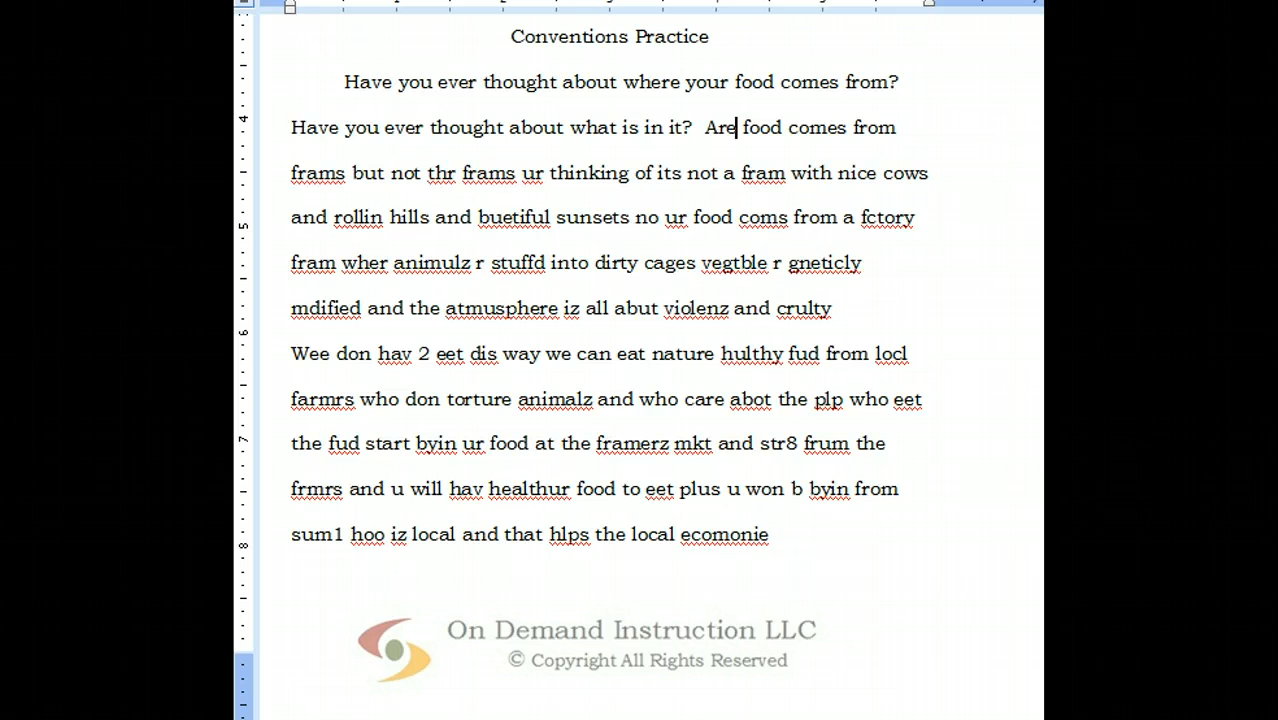 Conventions Practice
Have you ever thought about where your food comes from?
Have you ever thought about what is in it?  Are food comes from
frams but not thr frams ur thinking of its not a fram with nice cows
and rollin hills and buetiful sunsets no ur food coms from a fctory
fram wher animulz r stuffd into dirty cages vegtble r gneticly
mdified and the atmusphere iz all abut violenz and crulty
Wee don hav 2 eet dis way we can eat nature hulthy fud from locl
farmrs who don torture animalz and who care abot the plp who eet
the fud start byin ur food at the framerz mkt and str8 frum the
frmrs and u will hav healthur food to eet plus u won b byin from
sum1 hoo iz local and that hlps the local ecomonie
On Demand Instruction LLC
© Copyright All Rights Reserved
4
5
6
7
8